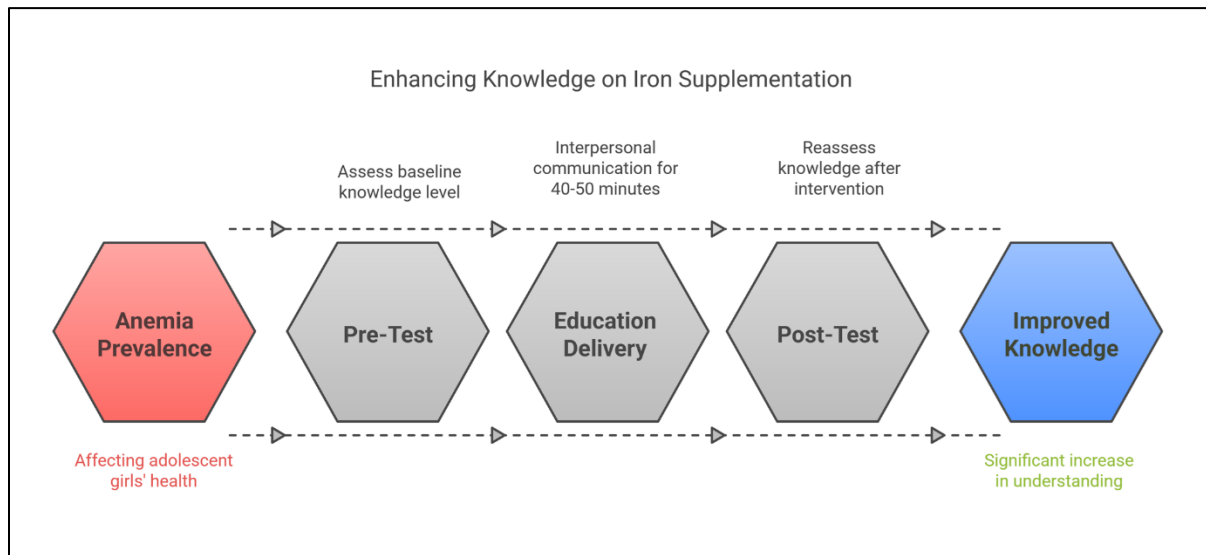 Enhancing Knowledge on Iron Supplementation
Assess baseline
knowledge level
Interpersonal
communication for
40-50 minutes
Reassess
knowledge after
intervention
Anemia
Prevalence
Pre-Test
Education
Delivery
Post-Test
Improved
Knowledge
Affecting adolescent
girls' health
Significant increase
in understanding